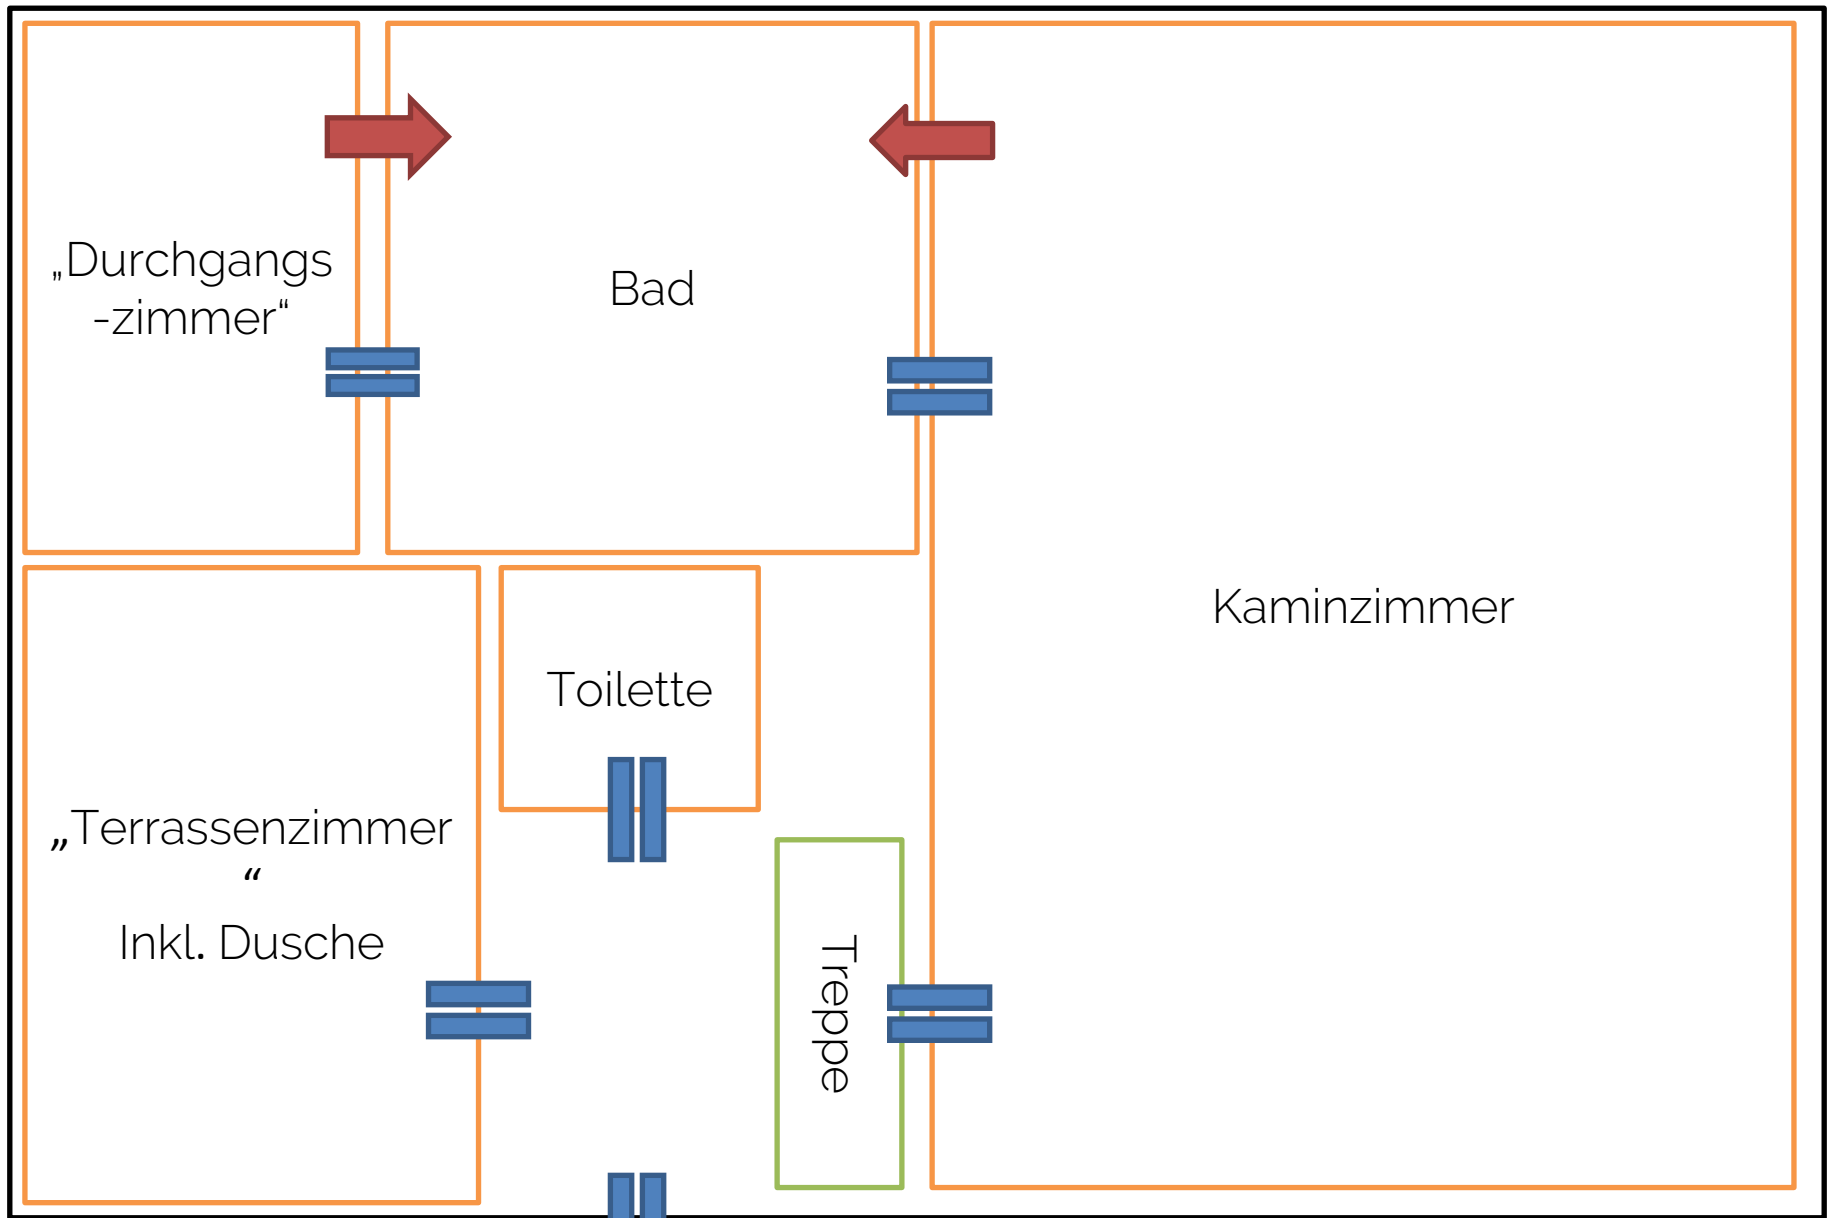 „Durchgangs
-zimmer“
Bad
Kaminzimmer
Toilette
„Terrassenzimmer
“
Inkl. Dusche
Treppe